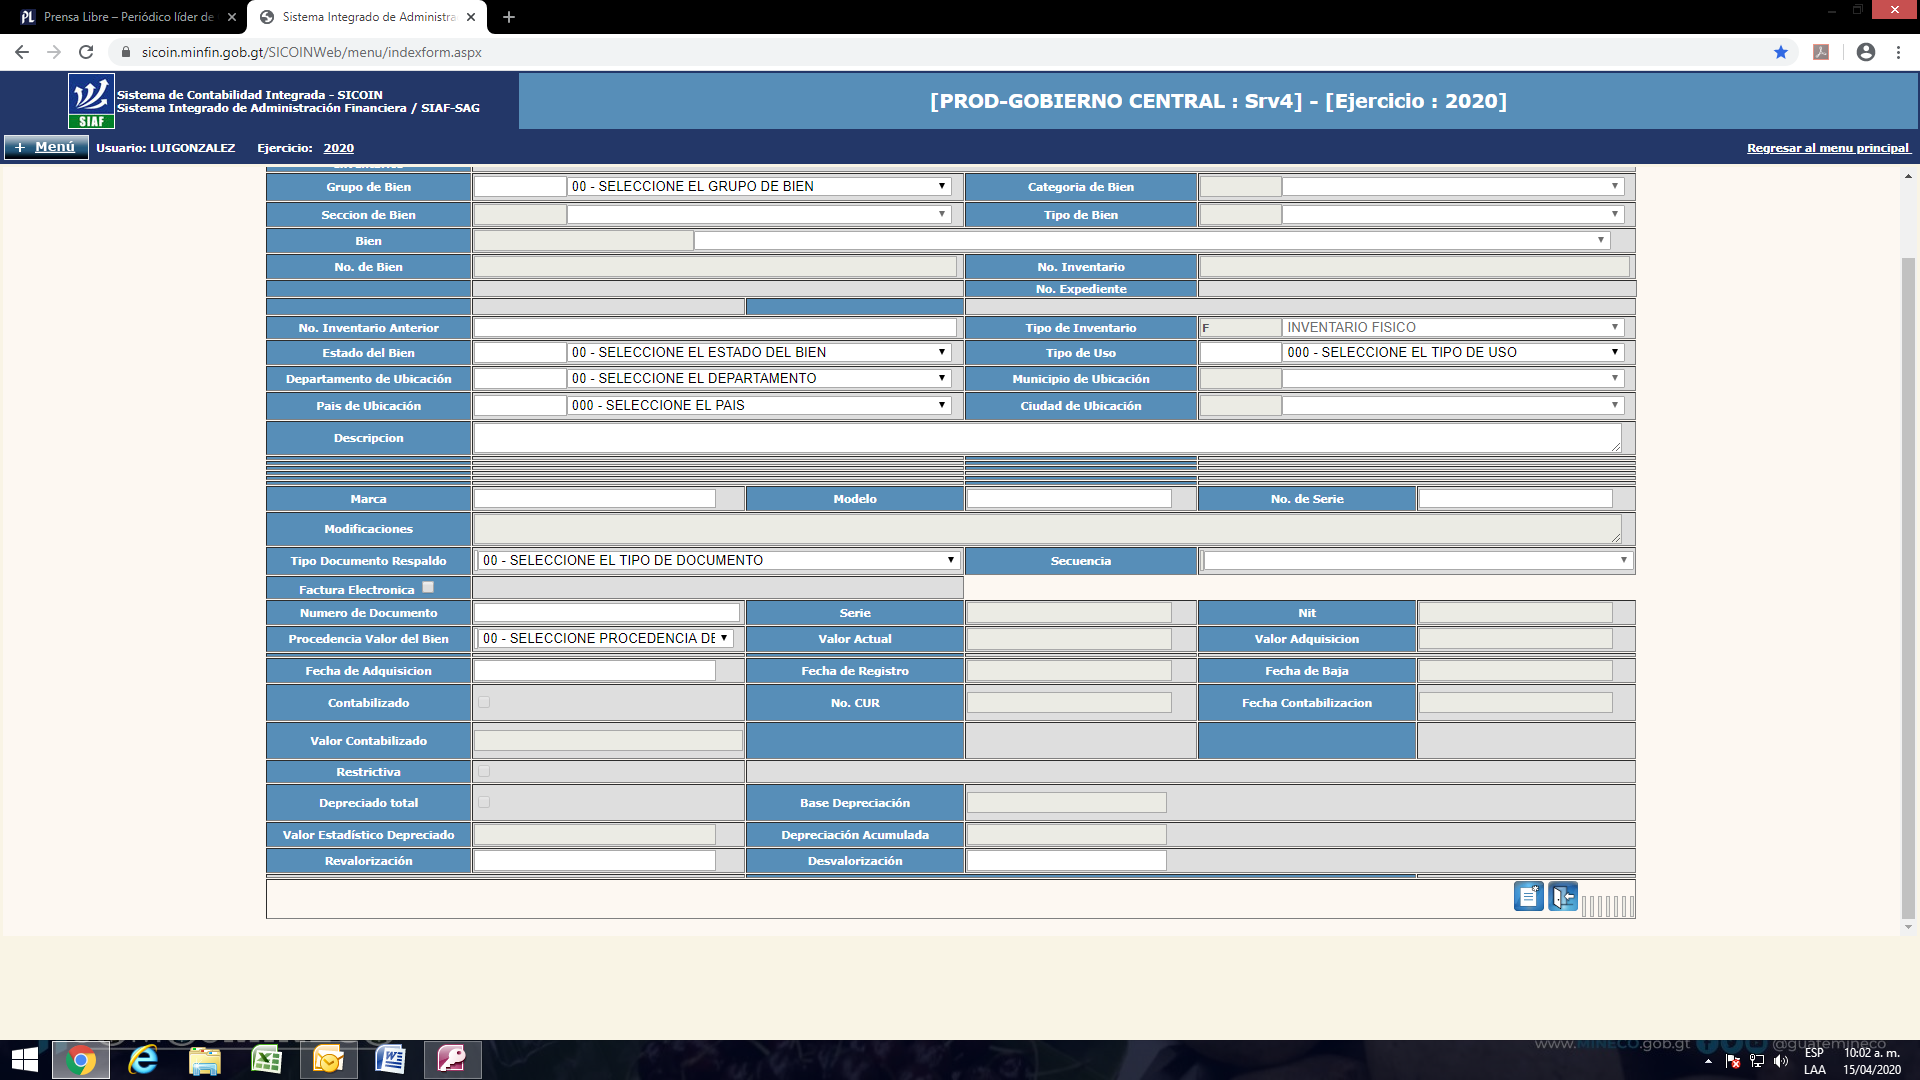 Prensa Libre – Periódico líder de
Sistema Integrado de Administra
sicoin.minfin.gob.gt/SICOINWeb/menu/indexform.aspx
SIAF
Sistema de Contabilidad Integrada - SICOIN
Sistema Integrado de Administración Financiera / SIAF-SAG
[PROD-GOBIERNO CENTRAL : Srv4] - [Ejercicio : 2020]
+ Menú Usuario: LUIGONZALEZ Ejercicio: 2020 Regresar al menu principal
Grupo de Bien 00 - SELECCIONE EL GRUPO DE BIEN Categoria de Bien
Seccion de Bien Tipo de Bien
Bien
No. de Bien No. Inventario
No. Expediente
No. Inventario Anterior Tipo de Inventario F INVENTARIO FISICO
Estado del Bien 00 - SELECCIONE EL ESTADO DEL BIEN Tipo de Uso 000 - SELECCIONE EL TIPO DE USO
Departamento de Ubicación 00 - SELECCIONE EL DEPARTAMENTO Municipio de Ubicación
Pais de Ubicación 000 - SELECCIONE EL PAIS Ciudad de Ubicación
Descripcion
Marca Modelo No. de Serie
Modificaciones
Tipo Documento Respaldo 00 - SELECCIONE EL TIPO DE DOCUMENTO Secuencia
Factura Electronica
Numero de Documento Serie Nit
Procedencia Valor del Bien 00 - SELECCIONE PROCEDENCIA DE Valor Actual Valor Adquisicion
Fecha de Adquisicion Fecha de Registro Fecha de Baja
Contabilizado No. CUR Fecha Contabilizacion
Valor Contabilizado
Restrictiva
Depreciado total Base Depreciación
Valor Estadístico Depreciado Depreciación Acumulada
Revalorización Desvalorización
www.MINECO.gob.gt @guatemineco
ESP 10:02 a. m.
LAA 15/04/2020